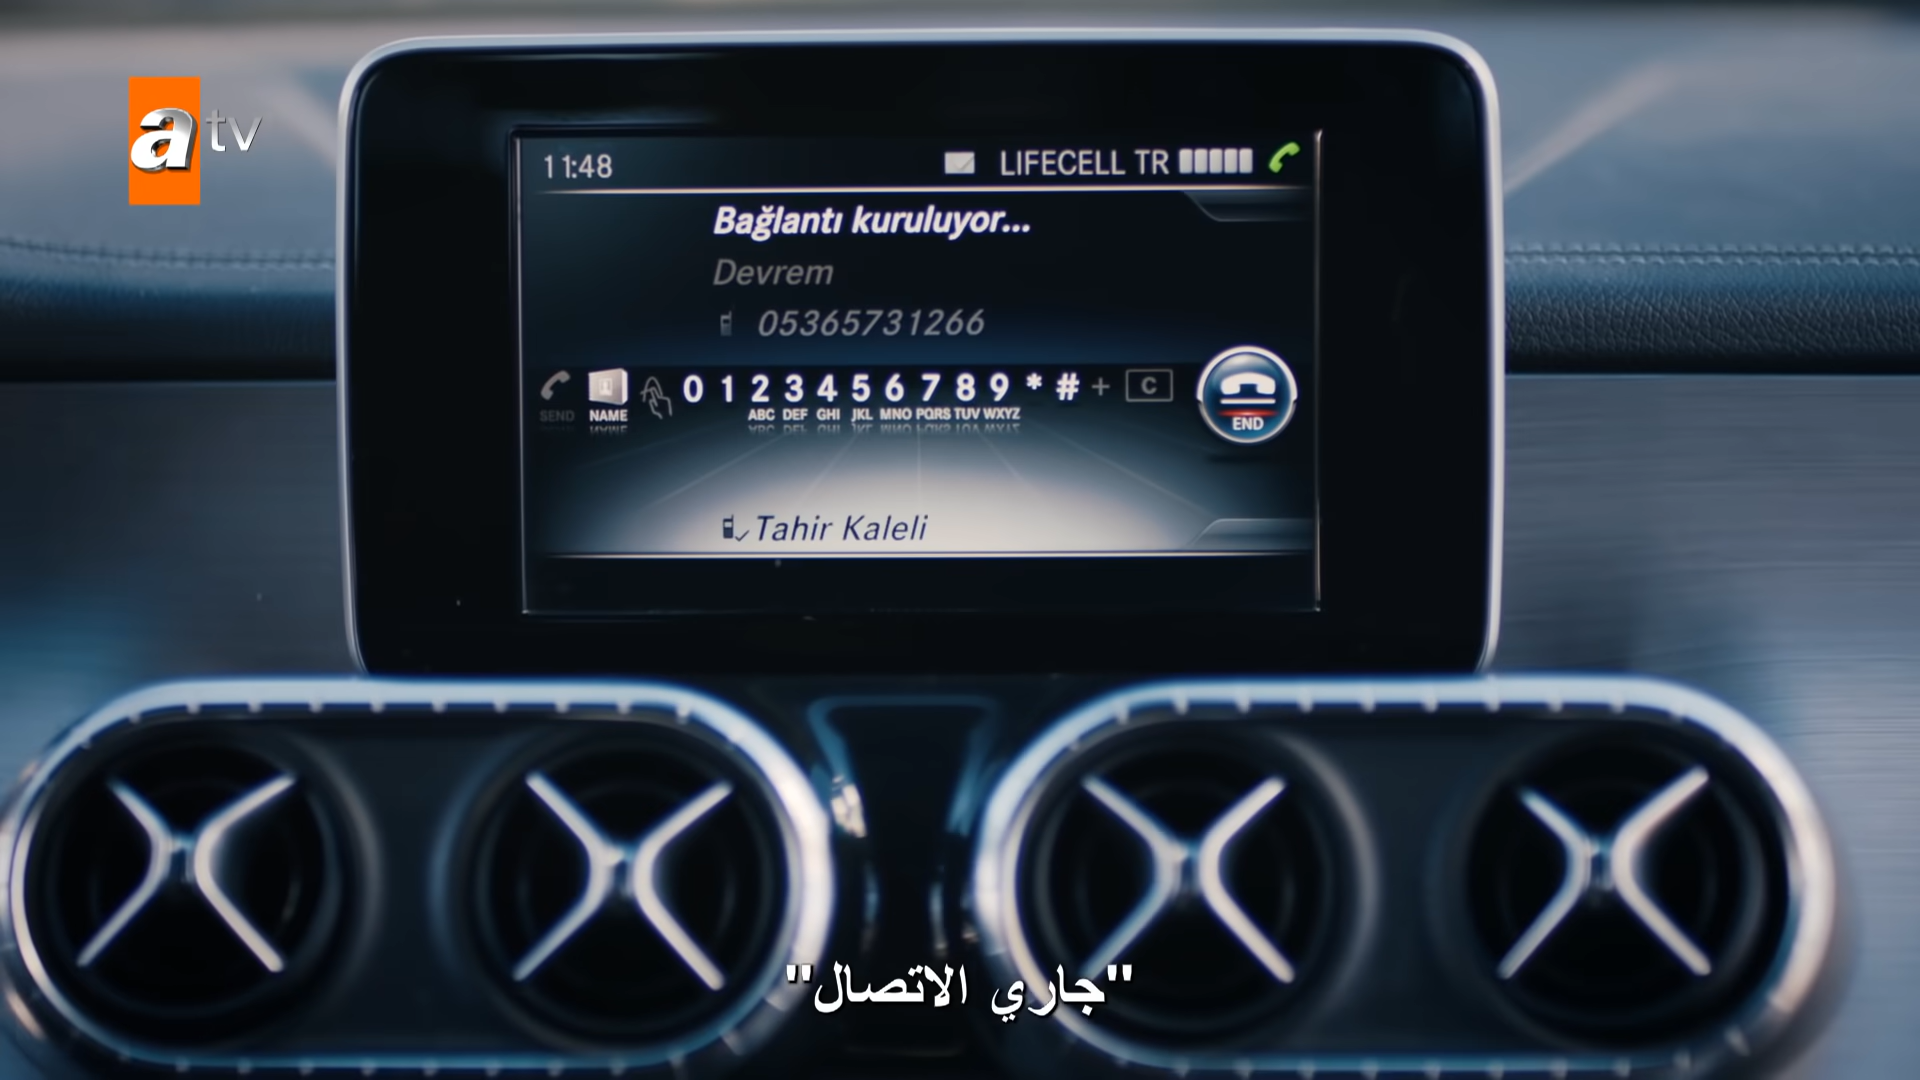 atv
11:48 LIFECELL TR
Bağlantı kuruluyor...
Devrem
05365731266
0 1 2 3 4 5 6 7 8 9 * # + C
SEND NAME ABC DEF GHI JKL MNO PQRS TUV WXYZ END
Tahir Kaleli
"جاري الاتصال"